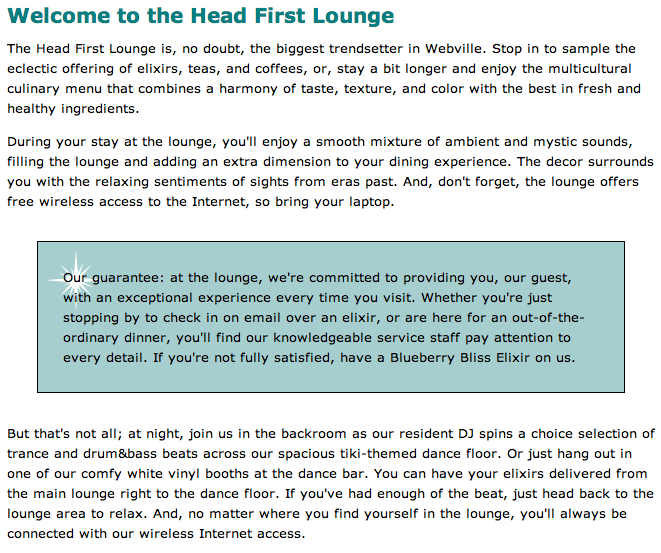 Welcome to the Head First Lounge
The Head First Lounge is, no doubt, the biggest trendsetter in Webville. Stop in to sample the
eclectic offering of elixirs, teas, and coffees, or, stay a bit longer and enjoy the multicultural
culinary menu that combines a harmony of taste, texture, and color with the best in fresh and
healthy ingredients.
During your stay at the lounge, you'll enjoy a smooth mixture of ambient and mystic sounds,
filling the lounge and adding an extra dimension to your dining experience. The decor surrounds
you with the relaxing sentiments of sights from eras past. And, don't forget, the lounge offers
free wireless access to the Internet, so bring your laptop.
Our guarantee: at the lounge, we're committed to providing you, our guest,
with an exceptional experience every time you visit. Whether you're just
stopping by to check in on email over an elixir, or are here for an out-of-the-
ordinary dinner, you'll find our knowledgeable service staff pay attention to
every detail. If you're not fully satisfied, have a Blueberry Bliss Elixir on us.
But that's not all; at night, join us in the backroom as our resident DJ spins a choice selection of
trance and drum&bass beats across our spacious tiki-themed dance floor. Or just hang out in
one of our comfy white vinyl booths at the dance bar. You can have your elixirs delivered from
the main lounge right to the dance floor. If you've had enough of the beat, just head back to the
lounge area to relax. And, no matter where you find yourself in the lounge, you'll always be
connected with our wireless Internet access.